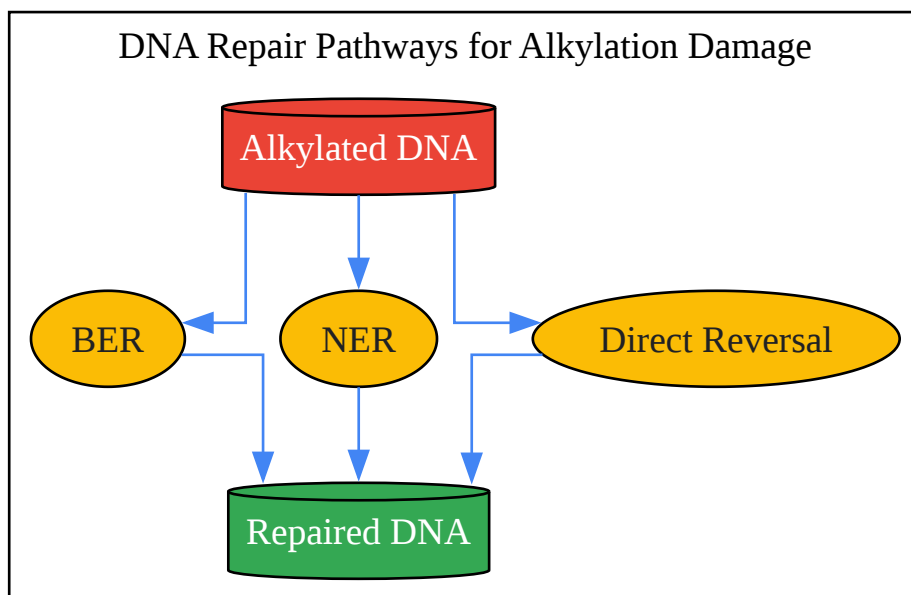 DNA Repair Pathways for Alkylation Damage
Alkylated DNA
BER
NER
Direct Reversal
Repaired DNA